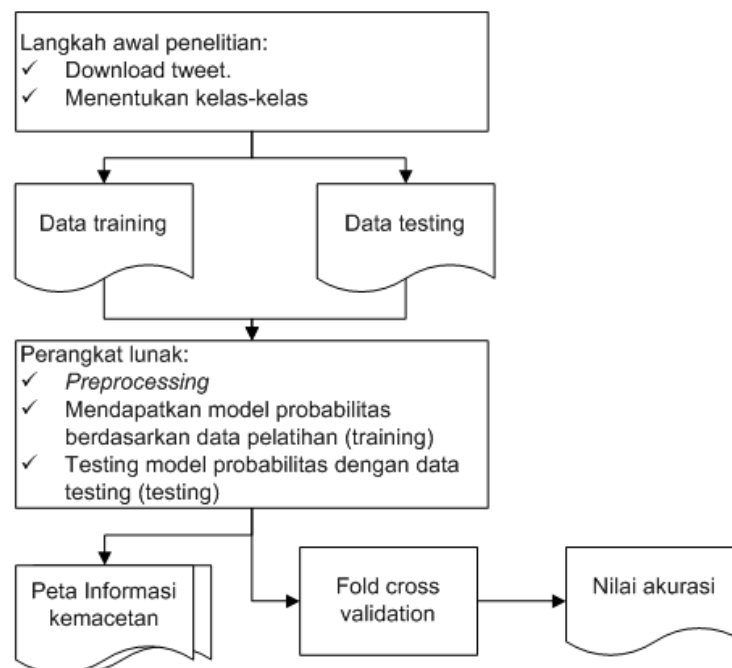 Langkah awal penelitian:
✓ Download tweet.
✓ Menentukan kelas-kelas
Data training
Data testing
Perangkat lunak:
✓ Preprocessing
✓ Mendapatkan model probabilitas
berdasarkan data pelatihan (training)
✓ Testing model probabilitas dengan data
testing (testing)
Peta Informasi
kemacetan
Fold cross
validation
Nilai akurasi